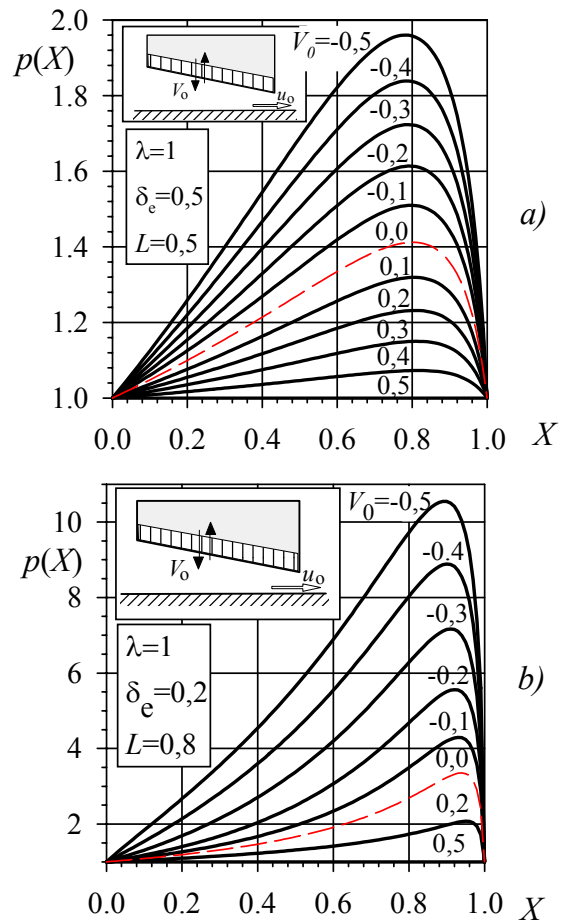 p(X)
2.0
1.8
1.6
1.4
1.2
1.0
V0=-0,5
-0,4
-0,3
-0,2
-0,1
0,0
0,1
0,2
0,3
0,4
0,5
Vo
uo
λ=1
δe=0,5
L=0,5
a)
0.0 0.2 0.4 0.6 0.8 1.0 X
p(X)
10
8
6
4
2
V0=-0,5
-0.4
-0,3
-0.2
-0,1
0,0
0,2
0,5
Vo
uo
λ=1
δe=0,2
L=0,8
b)
0.0 0.2 0.4 0.6 0.8 1.0 X